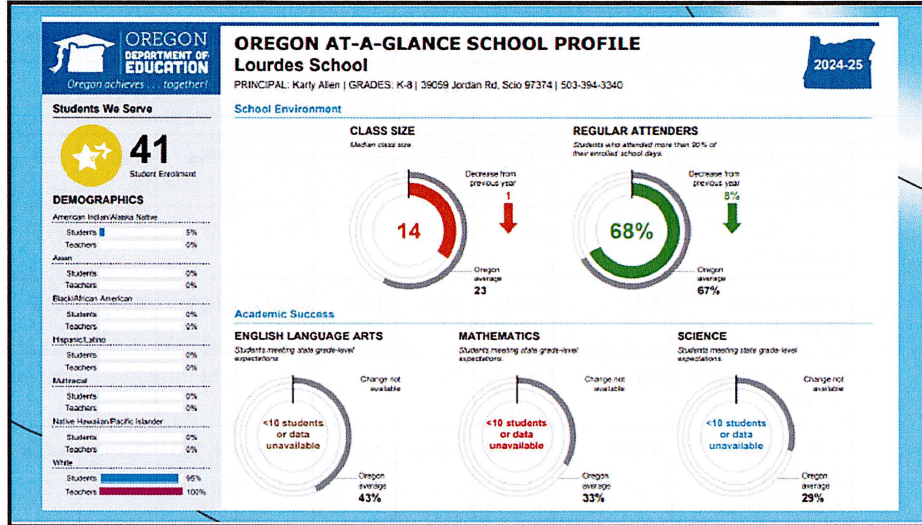 OREGON
DEPARTMENT OF
EDUCATION
Oregon achieves . . . together!
OREGON AT-A-GLANCE SCHOOL PROFILE
Lourdes School
PRINCIPAL: Karly Allen | GRADES: K-8 | 39059 Jordan Rd, Scio 97374 | 503-394-3340
2024-25
Students We Serve
41
Student Enrollment
DEMOGRAPHICS
American Indian/Alaska Native
Students 5%
Teachers 0%
Asian
Students 0%
Teachers 0%
Black/African American
Students 0%
Teachers 0%
Hispanic/Latino
Students 0%
Teachers 0%
Multiracial
Students 0%
Teachers 0%
Native Hawaiian/Pacific Islander
Students 0%
Teachers 0%
White
Students 95%
Teachers 100%
School Environment
CLASS SIZE
Median class size.
14
Decrease from
previous year
1
Oregon
average
23
REGULAR ATTENDERS
Students who attended more than 90% of
their enrolled school days.
68%
Decrease from
previous year
8%
Oregon
average
67%
Academic Success
ENGLISH LANGUAGE ARTS
Students meeting state grade-level
expectations.
Change not
available
<10 students
or data
unavailable
Oregon
average
43%
MATHEMATICS
Students meeting state grade-level
expectations.
Change not
available
<10 students
or data
unavailable
Oregon
average
33%
SCIENCE
Students meeting state grade-level
expectations.
Change not
available
<10 students
or data
unavailable
Oregon
average
29%